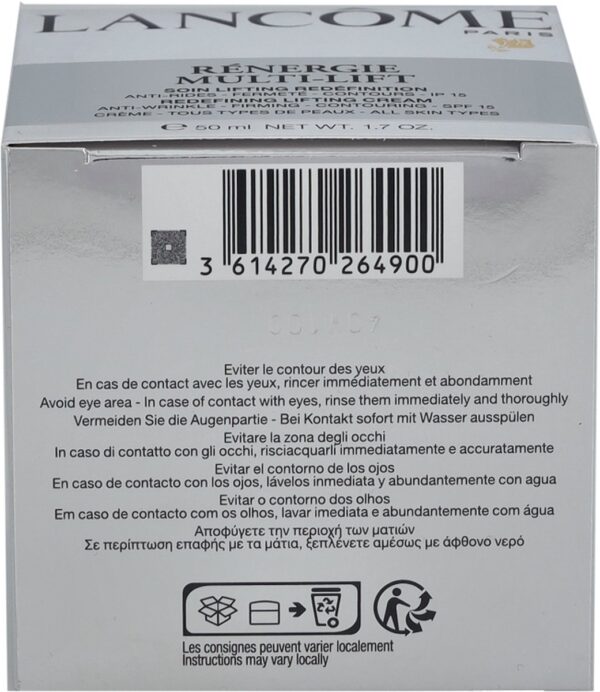 LANCÔME
PARIS
RÉNERGIE
MULTI-LIFT
SOIN LIFTING REDÉFINITION
ANTI-RIDES - FERMETÉ - CONTOURS - IP 15
REDEFINING LIFTING CREAM
ANTI-WRINKLE - FIRMING - CONTOURING - SPF 15
CRÈME - TOUS TYPES DE PEAUX - ALL SKIN TYPES
e 50 ml NET WT. 1.7 OZ.
3 614270 264900
Eviter le contour des yeux
En cas de contact avec les yeux, rincer immédiatement et abondamment
Avoid eye area - In case of contact with eyes, rinse them immediately and thoroughly
Vermeiden Sie die Augenpartie - Bei Kontakt sofort mit Wasser ausspülen
Evitare la zona degli occhi
In caso di contatto con gli occhi, risciacquarli immediatamente e accuratamente
Evitar el contorno de los ojos
En caso de contacto con los ojos, lávelos inmediata y abundantemente con agua
Evitar o contorno dos olhos
Em caso de contacto com os olhos, lavar imediata e abundantemente com água
Αποφύγετε την περιοχή των ματιών
Σε περίπτωση επαφής με τα μάτια, ξεπλένετε αμέσως με άφθονο νερό
Les consignes peuvent varier localement
Instructions may vary locally